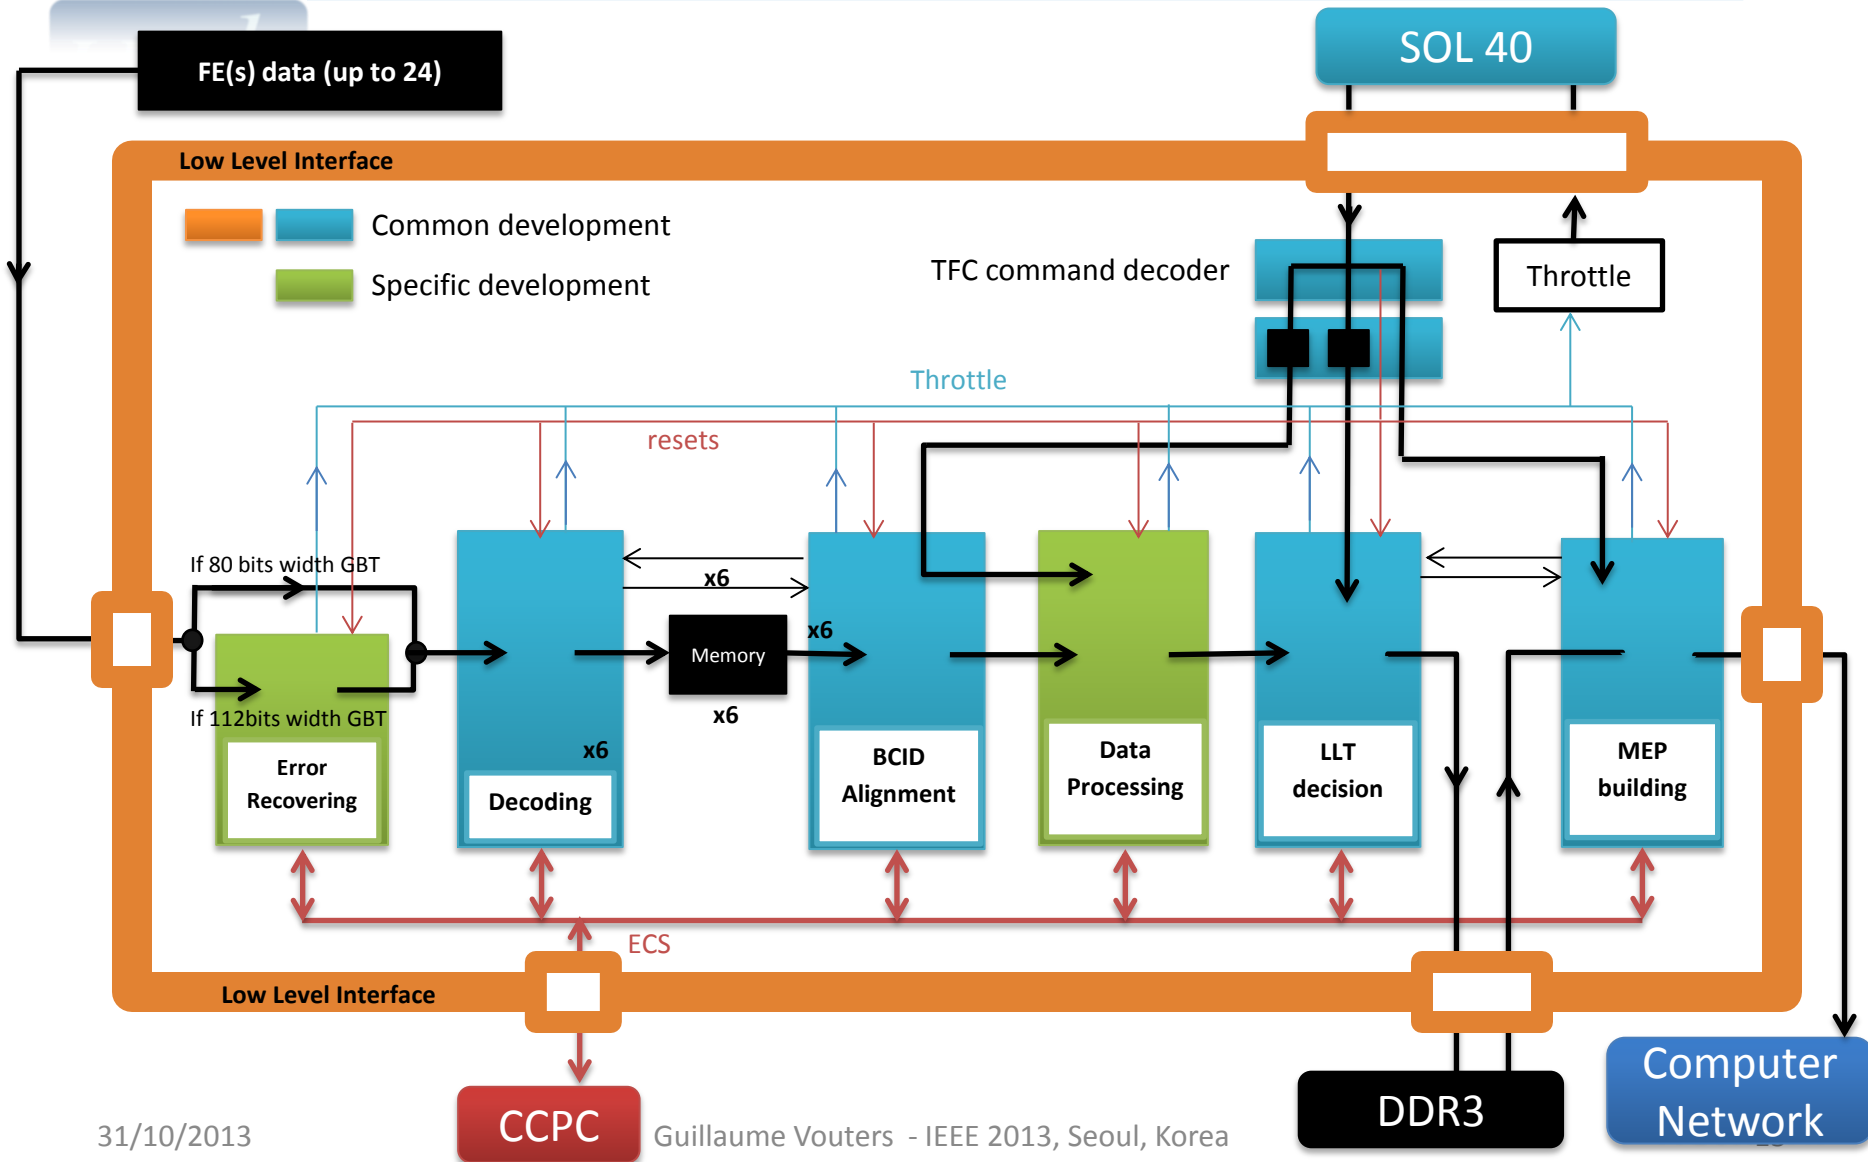 FE(s) data (up to 24)
SOL 40
Low Level Interface
Common development
Specific development
TFC command decoder
Throttle
Throttle
resets
If 80 bits width GBT
x6
Memory
x6
x6
If 112bits width GBT
x6
Error
Recovering
Decoding
BCID
Alignment
Data
Processing
LLT
decision
MEP
building
ECS
Low Level Interface
CCPC
DDR3
Computer
Network
31/10/2013
Guillaume Vouters - IEEE 2013, Seoul, Korea